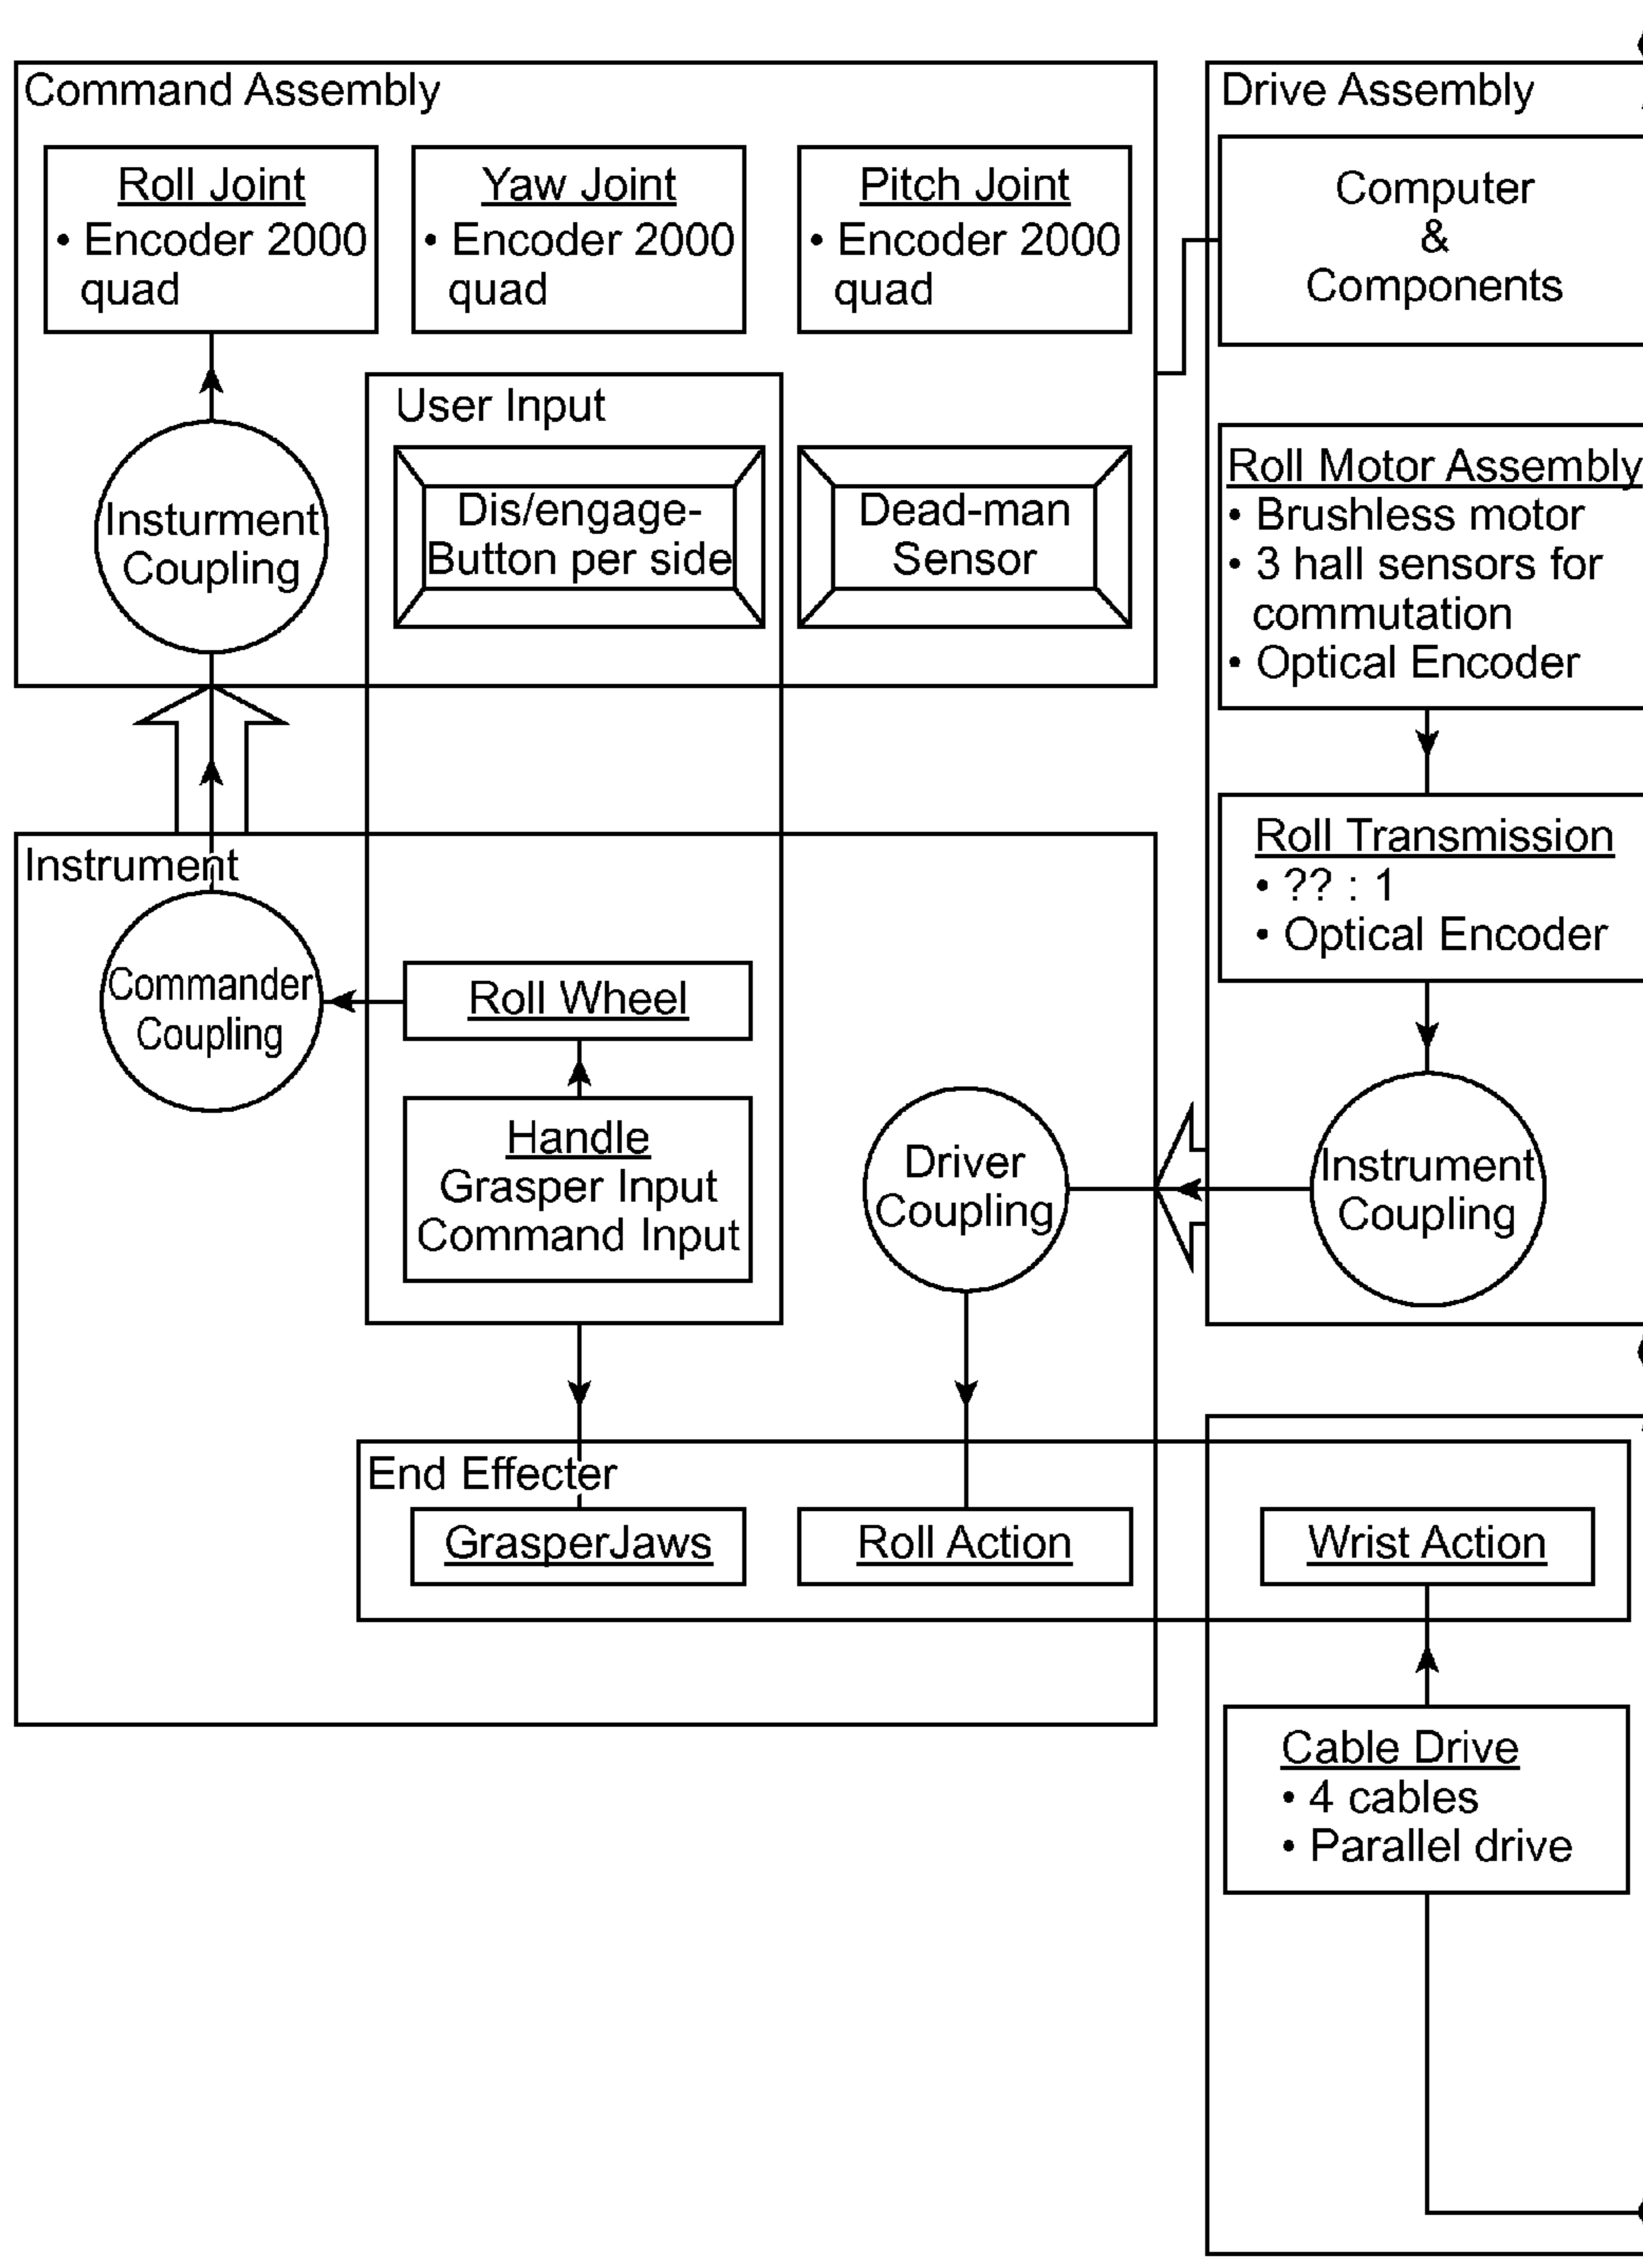 Command Assembly
Roll Joint
• Encoder 2000
quad
Yaw Joint
• Encoder 2000
quad
Pitch Joint
• Encoder 2000
quad
User Input
Insturment
Coupling
Dis/engage-
Button per side
Dead-man
Sensor
Drive Assembly
Computer
&
Components
Roll Motor Assembly
• Brushless motor
• 3 hall sensors for
commutation
• Optical Encoder
Roll Transmission
• ?? : 1
• Optical Encoder
Instrument
Coupling
Instrument
Commander
Coupling
Roll Wheel
Handle
Grasper Input
Command Input
Driver
Coupling
End Effecter
GrasperJaws
Roll Action
Wrist Action
Cable Drive
• 4 cables
• Parallel drive